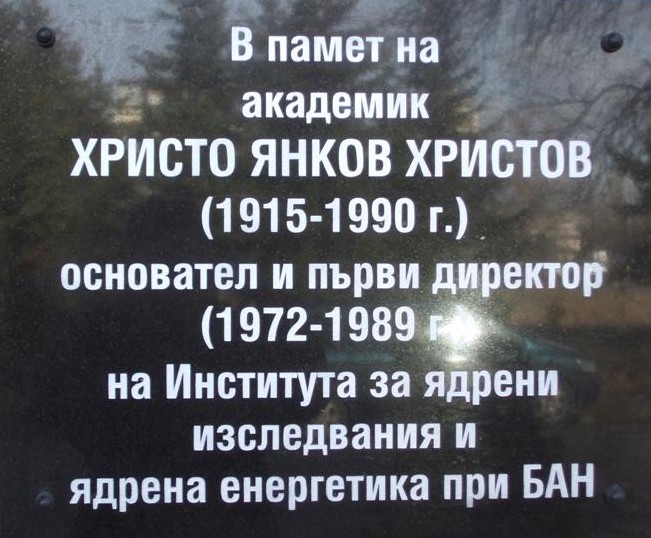 В памет на
академик
ХРИСТО ЯНКОВ ХРИСТОВ
(1915-1990 г.)
основател и първи директор
(1972-1989 г.)
на Института за ядрени
изследвания и
ядрена енергетика при БАН